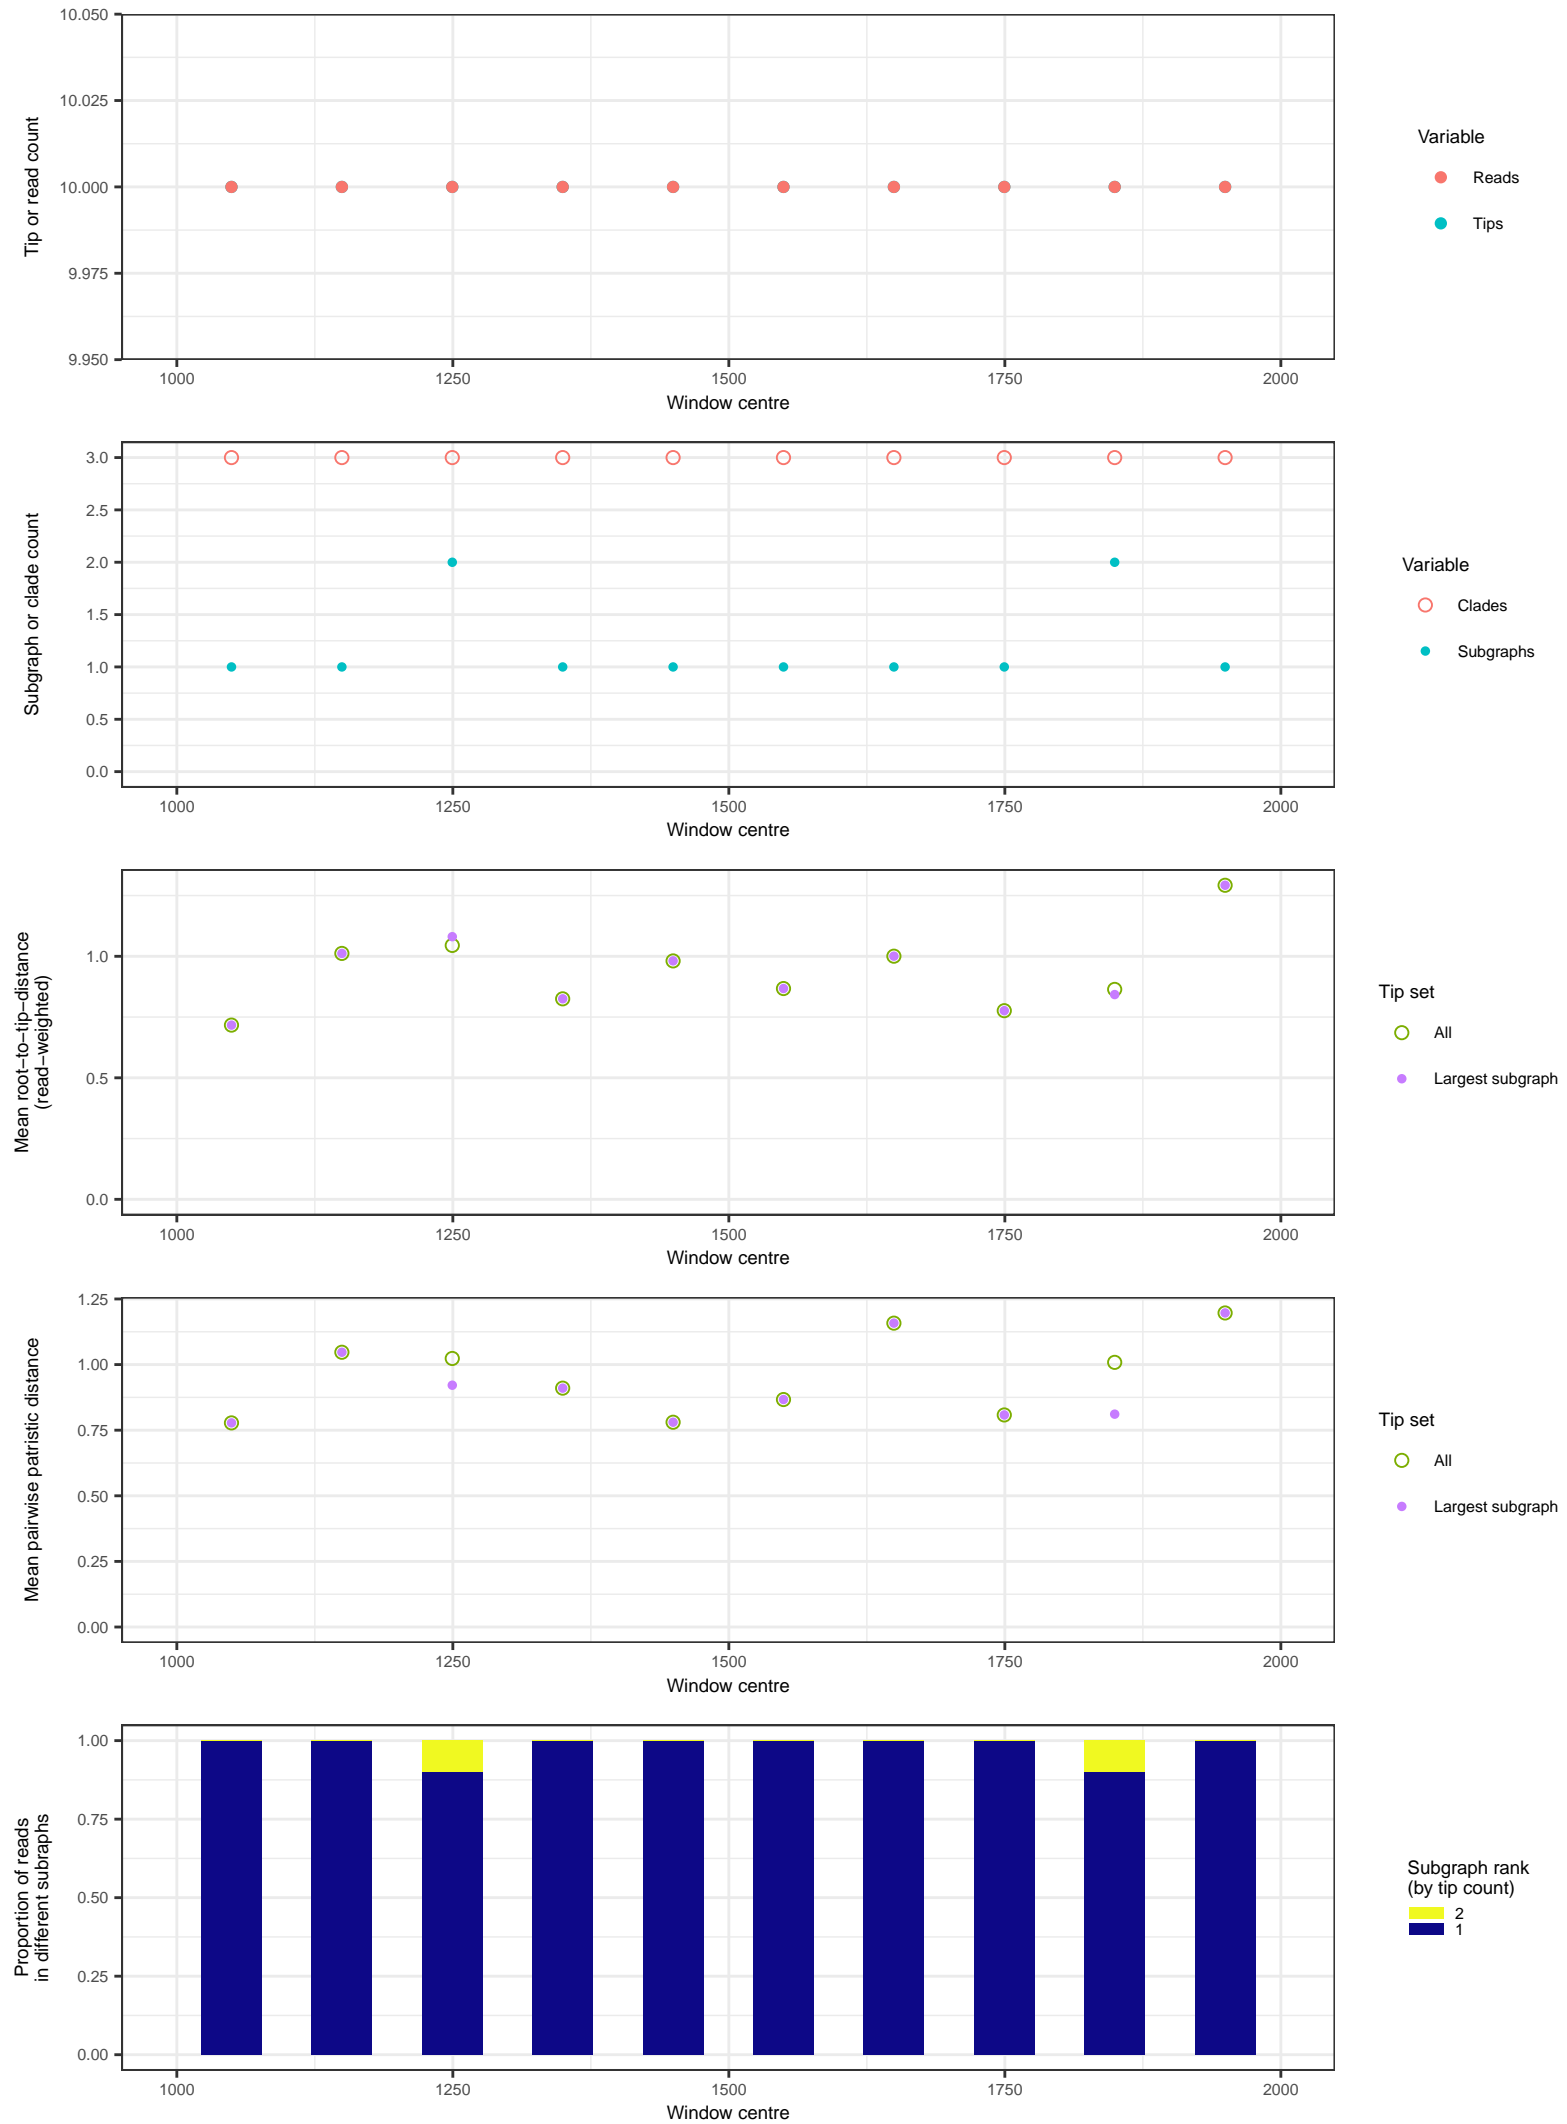 10.050
10.025
10.000
9.975
9.950
Tip or read count
1000 1250 1500 1750 2000
Window centre
Variable
Reads
Tips
3.0
2.5
2.0
1.5
1.0
0.5
0.0
Subgraph or clade count
1000 1250 1500 1750 2000
Window centre
Variable
Clades
Subgraphs
1.0
0.5
0.0
Mean root−to−tip−distance
(read−weighted)
1000 1250 1500 1750 2000
Window centre
Tip set
All
Largest subgraph
1.25
1.00
0.75
0.50
0.25
0.00
Mean pairwise patristic distance
1000 1250 1500 1750 2000
Window centre
Tip set
All
Largest subgraph
1.00
0.75
0.50
0.25
0.00
Proportion of reads
in different subraphs
1000 1250 1500 1750 2000
Window centre
Subgraph rank
(by tip count)
2
1